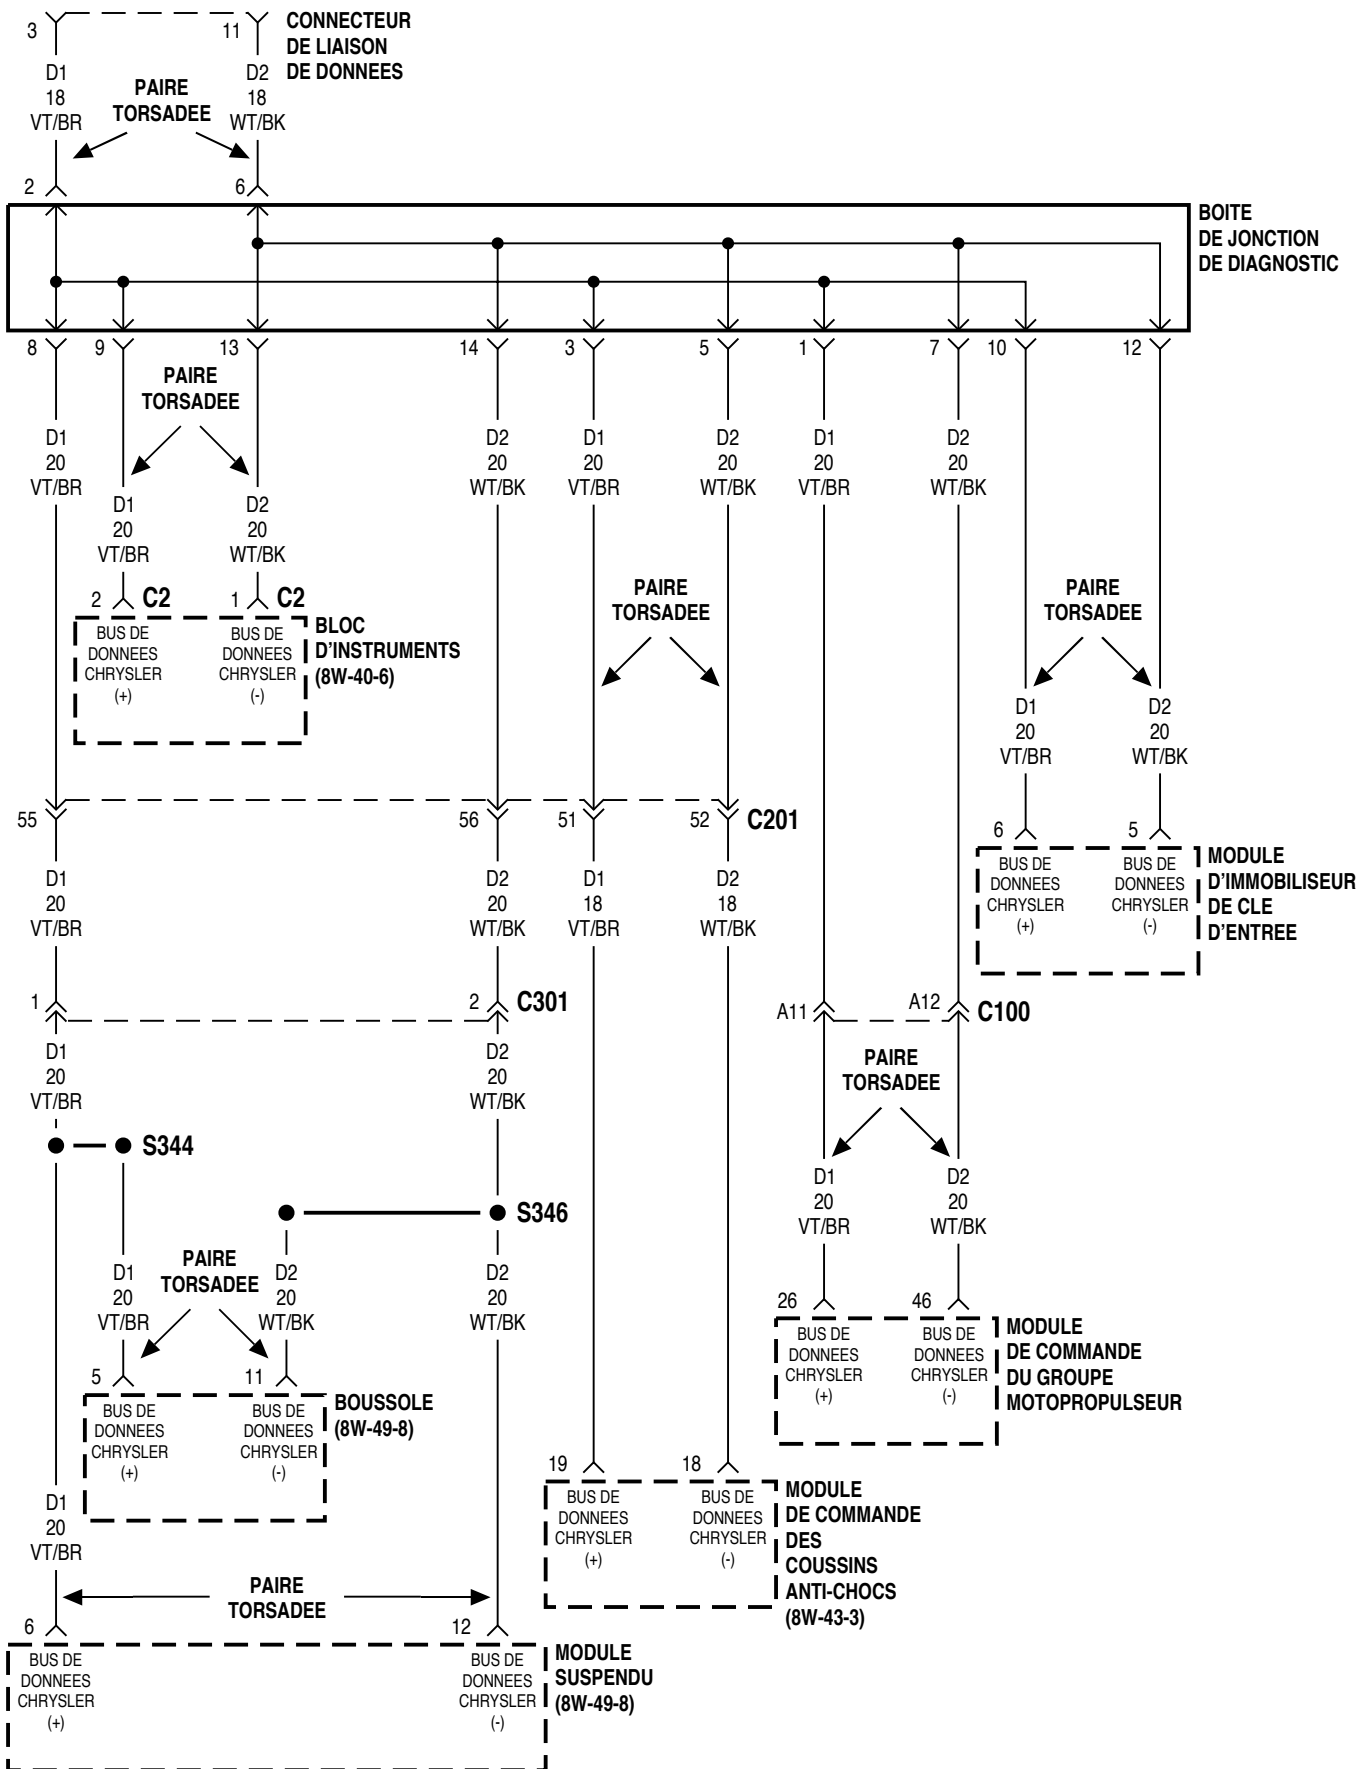 3
11
CONNECTEUR
DE LIAISON
DE DONNEES
D1
18
VT/BR
PAIRE
TORSADEE
D2
18
WT/BK
2
6
BOITE
DE JONCTION
DE DIAGNOSTIC
8
9
13
14
3
5
1
7
10
12
PAIRE
TORSADEE
D1
20
VT/BR
D2
20
WT/BK
D1
20
VT/BR
D2
20
WT/BK
D1
20
VT/BR
D2
20
WT/BK
D1
20
VT/BR
D2
20
WT/BK
2
C2
1
C2
BUS DE
DONNEES
CHRYSLER
(+)
BUS DE
DONNEES
CHRYSLER
(-)
BLOC
D'INSTRUMENTS
(8W-40-6)
PAIRE
TORSADEE
PAIRE
TORSADEE
D1
20
VT/BR
D2
20
WT/BK
55
56
51
52
C201
6
5
BUS DE
DONNEES
CHRYSLER
(+)
BUS DE
DONNEES
CHRYSLER
(-)
MODULE
D'IMMOBILISEUR
DE CLE
D'ENTREE
D1
20
VT/BR
D2
20
WT/BK
D1
18
VT/BR
D2
18
WT/BK
1
2
C301
A11
A12
C100
D1
20
VT/BR
D2
20
WT/BK
PAIRE
TORSADEE
S344
S346
D1
20
VT/BR
D2
20
WT/BK
PAIRE
TORSADEE
D1
20
VT/BR
D2
20
WT/BK
D2
20
WT/BK
26
46
BUS DE
DONNEES
CHRYSLER
(+)
BUS DE
DONNEES
CHRYSLER
(-)
MODULE
DE COMMANDE
DU GROUPE
MOTOPROPULSEUR
5
11
BUS DE
DONNEES
CHRYSLER
(+)
BUS DE
DONNEES
CHRYSLER
(-)
BOUSSOLE
(8W-49-8)
19
18
BUS DE
DONNEES
CHRYSLER
(+)
BUS DE
DONNEES
CHRYSLER
(-)
MODULE
DE COMMANDE
DES
COUSSINS
ANTI-CHOCS
(8W-43-3)
D1
20
VT/BR
PAIRE
TORSADEE
6
12
BUS DE
DONNEES
CHRYSLER
(+)
BUS DE
DONNEES
CHRYSLER
(-)
MODULE
SUSPENDU
(8W-49-8)